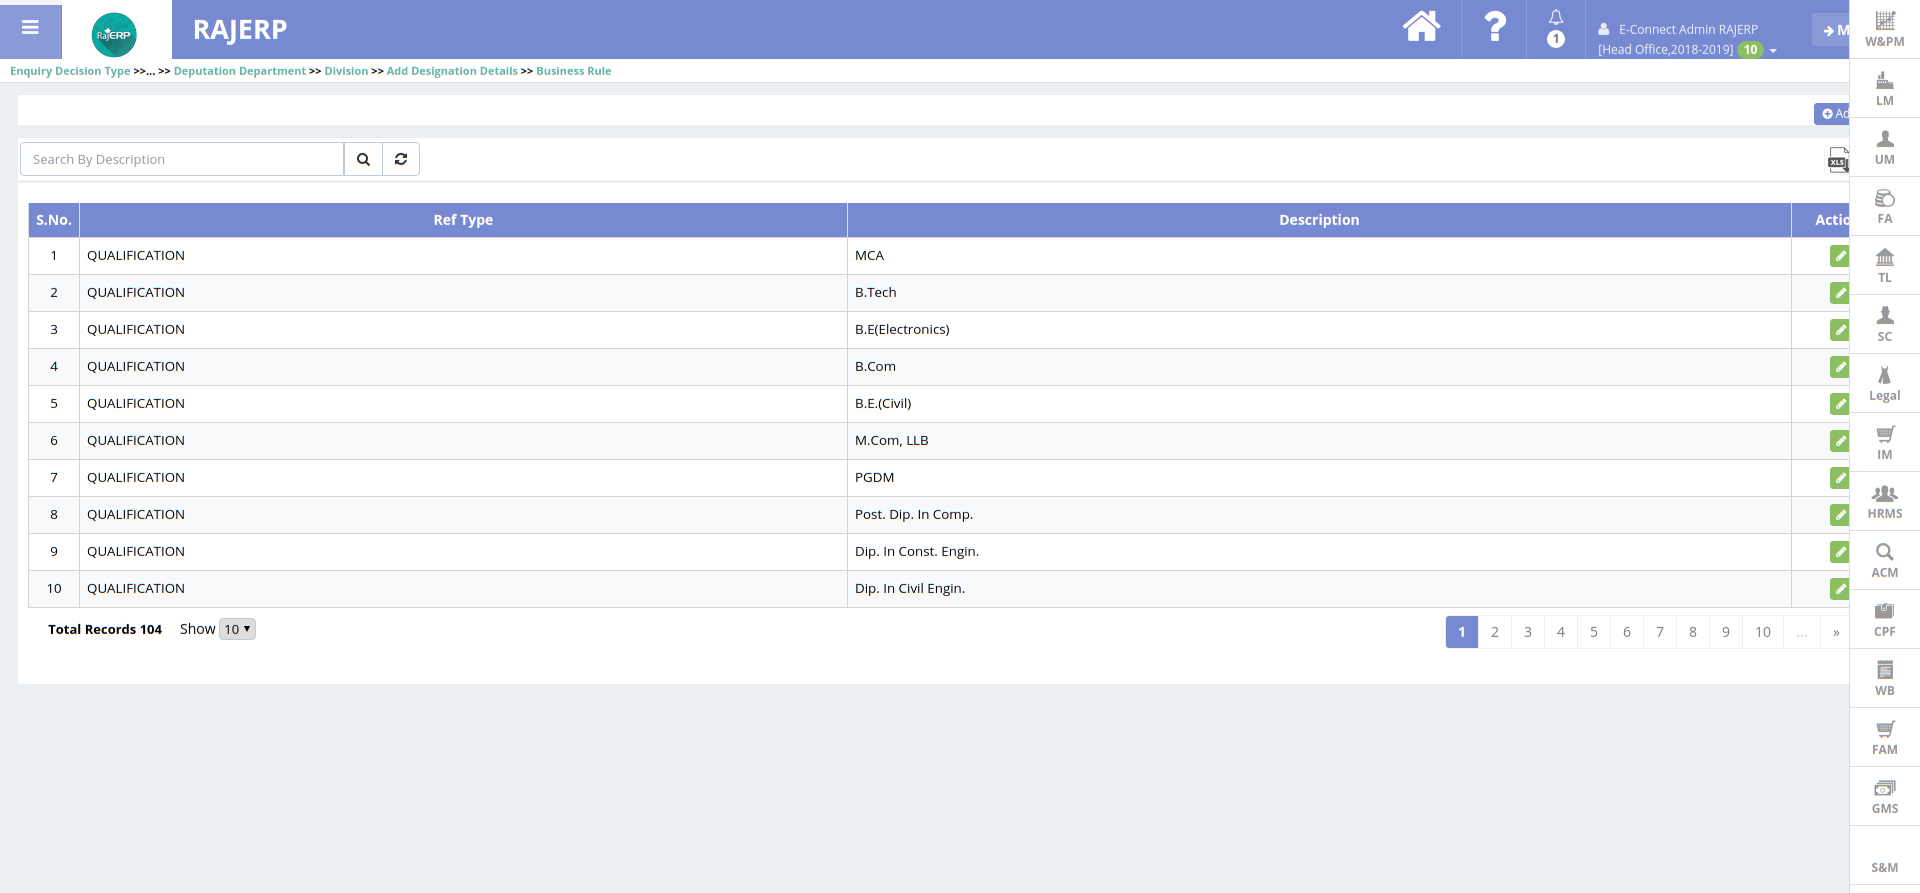 RajERP
RAJERP
1
E-Connect Admin RAJERP
[Head Office,2018-2019] 10
M
Enquiry Decision Type >>... >> Deputation Department >> Division >> Add Designation Details >> Business Rule
Ad
Search By Description
XLS
S.No. Ref Type Description Actio
1 QUALIFICATION MCA
2 QUALIFICATION B.Tech
3 QUALIFICATION B.E(Electronics)
4 QUALIFICATION B.Com
5 QUALIFICATION B.E.(Civil)
6 QUALIFICATION M.Com, LLB
7 QUALIFICATION PGDM
8 QUALIFICATION Post. Dip. In Comp.
9 QUALIFICATION Dip. In Const. Engin.
10 QUALIFICATION Dip. In Civil Engin.
Total Records 104 Show 10
1 2 3 4 5 6 7 8 9 10 ... »
W&PM
LM
UM
FA
TL
SC
Legal
IM
HRMS
ACM
CPF
WB
FAM
GMS
S&M